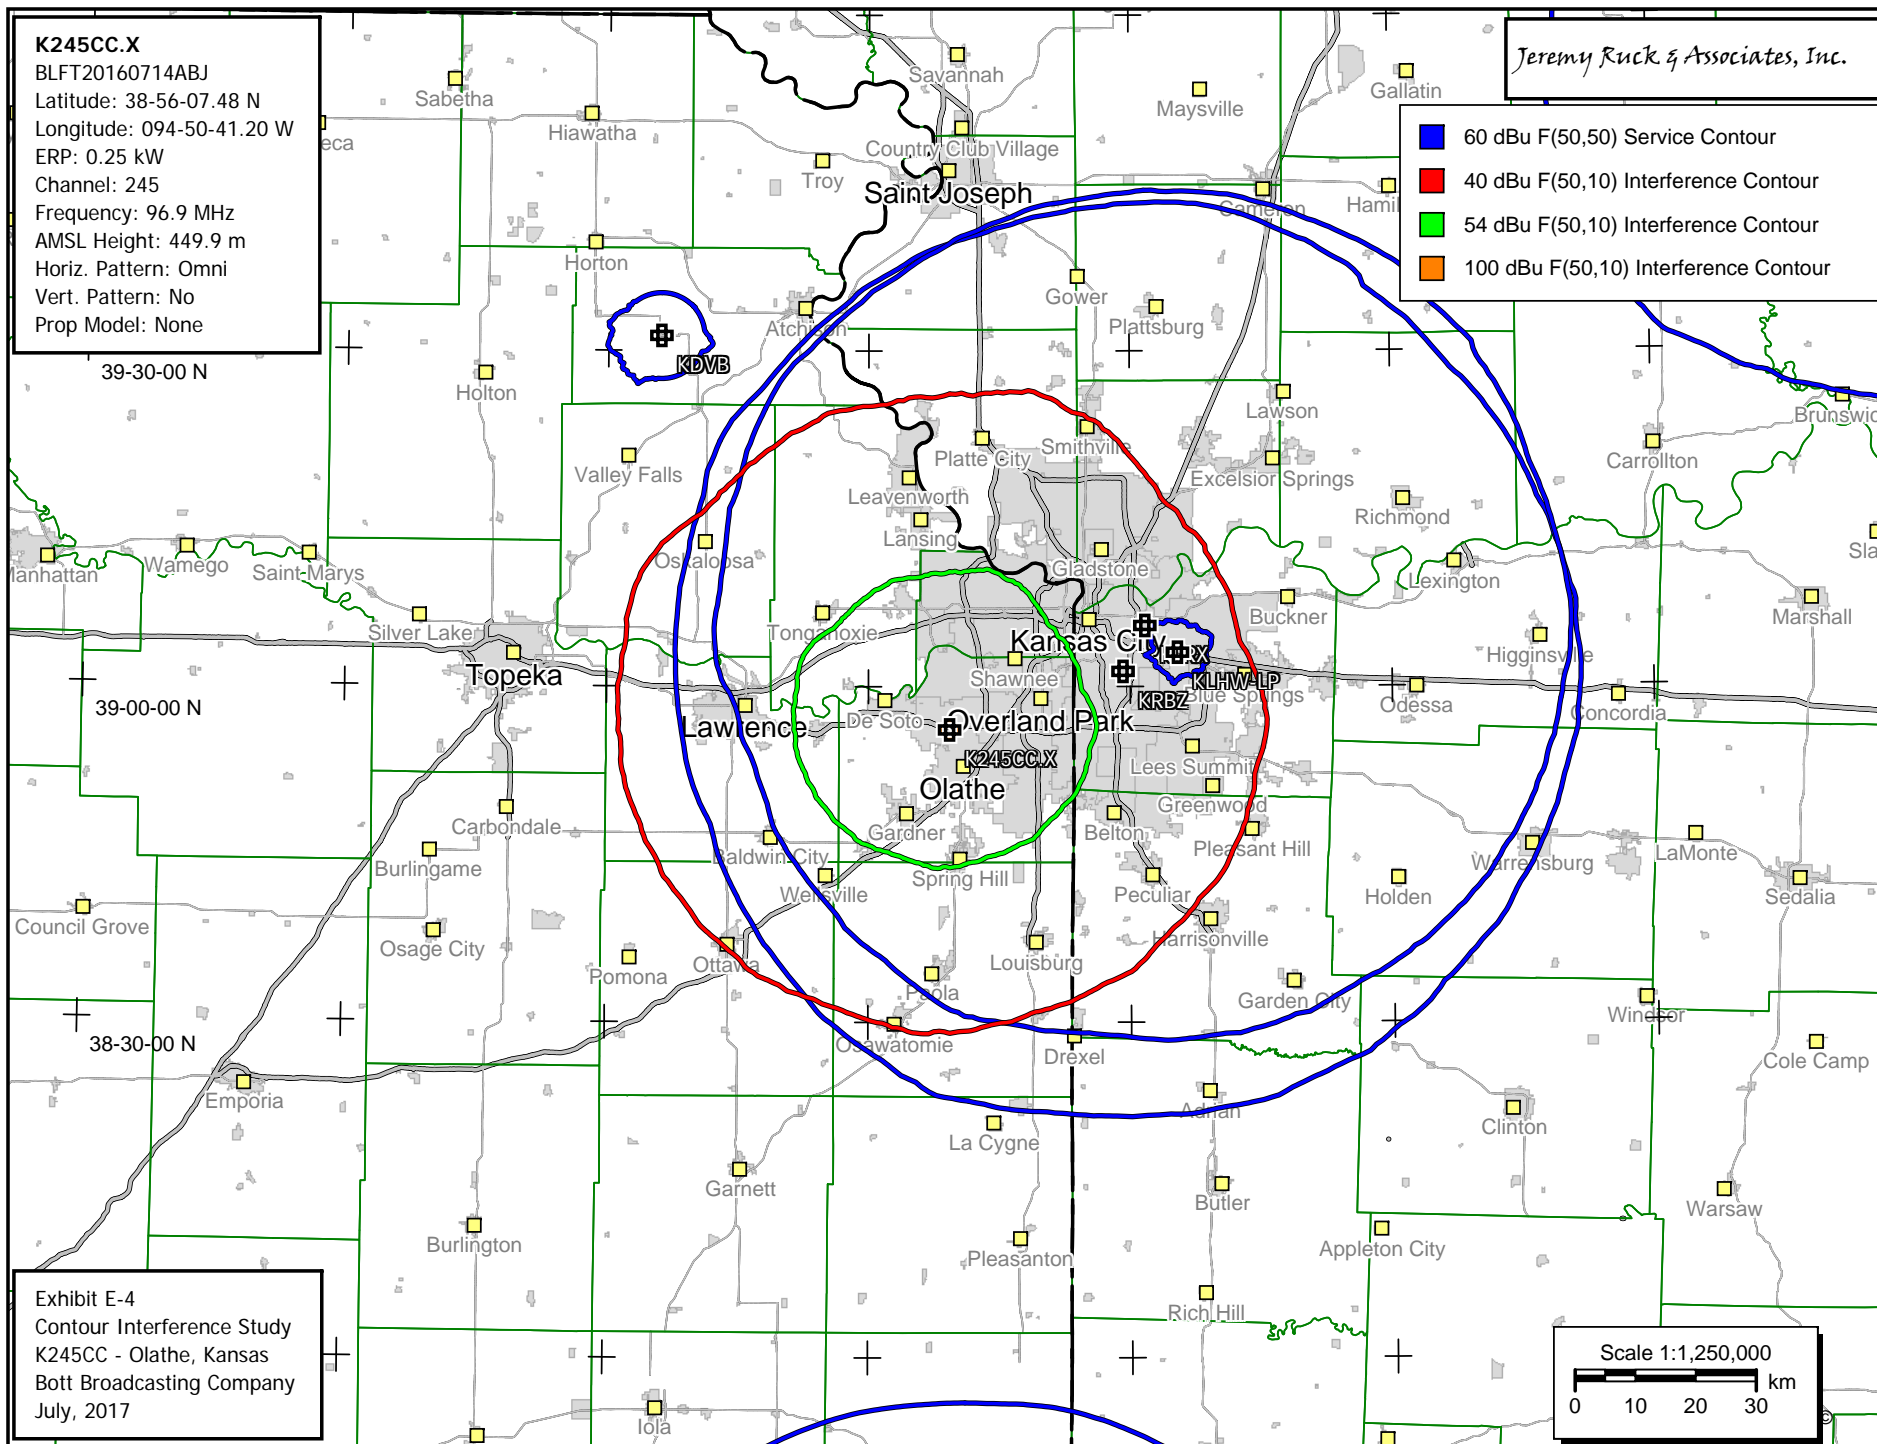 K245CC.X
BLFT20160714ABJ
Latitude: 38-56-07.48 N
Longitude: 094-50-41.20 W
ERP: 0.25 kW
Channel: 245
Frequency: 96.9 MHz
AMSL Height: 449.9 m
Horiz. Pattern: Omni
Vert. Pattern: No
Prop Model: None
Jeremy Ruck & Associates, Inc.
60 dBu F(50,50) Service Contour
40 dBu F(50,10) Interference Contour
54 dBu F(50,10) Interference Contour
100 dBu F(50,10) Interference Contour
Savannah
Gallatin
Sabetha
Maysville
Hiawatha
eca
Country Club Village
Troy
Saint Joseph
Cameron
Hamil
Horton
Gower
Plattsburg
Atchison
KDVB
39-30-00 N
Holton
Lawson
Brunswic
Smithville
Platte City
Carrollton
Valley Falls
Excelsior Springs
Leavenworth
Richmond
Lansing
Oskaloosa
Gladstone
Lexington
Manhattan
Wamego
Saint Marys
Sla
Buckner
Marshall
Silver Lake
Tonganoxie
Kansas City
Higginsville
Topeka
Shawnee
KLHW-LP
Blue Springs
KRBZ
39-00-00 N
Lawrence
De Soto
Overland Park
Odessa
Concordia
K245CC.X
Lees Summit
Olathe
Greenwood
Carbondale
Gardner
Belton
Pleasant Hill
Baldwin City
Burlingame
Warrensburg
LaMonte
Wellsville
Spring Hill
Peculiar
Holden
Sedalia
Council Grove
Osage City
Harrisonville
Pomona
Ottawa
Louisburg
Paola
Garden City
Windsor
38-30-00 N
Osawatomie
Drexel
Cole Camp
Emporia
Adrian
Clinton
La Cygne
Garnett
Butler
Warsaw
Burlington
Pleasanton
Appleton City
Rich Hill
Exhibit E-4
Contour Interference Study
K245CC - Olathe, Kansas
Bott Broadcasting Company
July, 2017
Iola
Scale 1:1,250,000
km
0 10 20 30
©